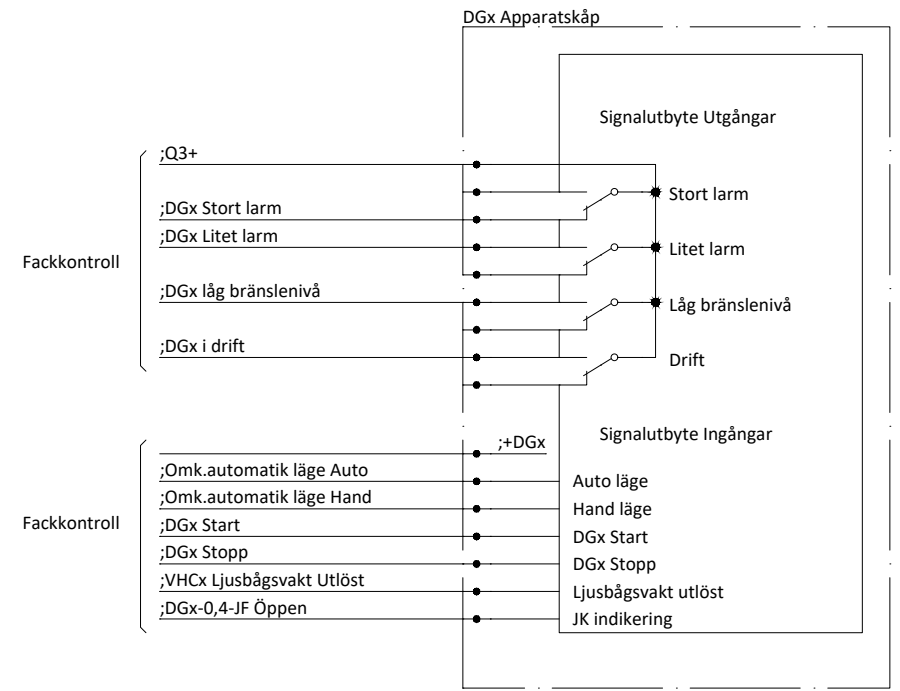 DGx Apparatskåp
Signalutbyte Utgångar
;Q3+
Stort larm
;DGx Stort larm
;DGx Litet larm
Litet larm
Fackkontroll
;DGx låg bränslenivå
Låg bränslenivå
;DGx i drift
Drift
Signalutbyte Ingångar
;+DGx
;Omk.automatik läge Auto
Auto läge
;Omk.automatik läge Hand
Hand läge
Fackkontroll
;DGx Start
DGx Start
;DGx Stopp
DGx Stopp
;VHCx Ljusbågsvakt Utlöst
Ljusbågsvakt utlöst
;DGx-0,4-JF Öppen
JK indikering